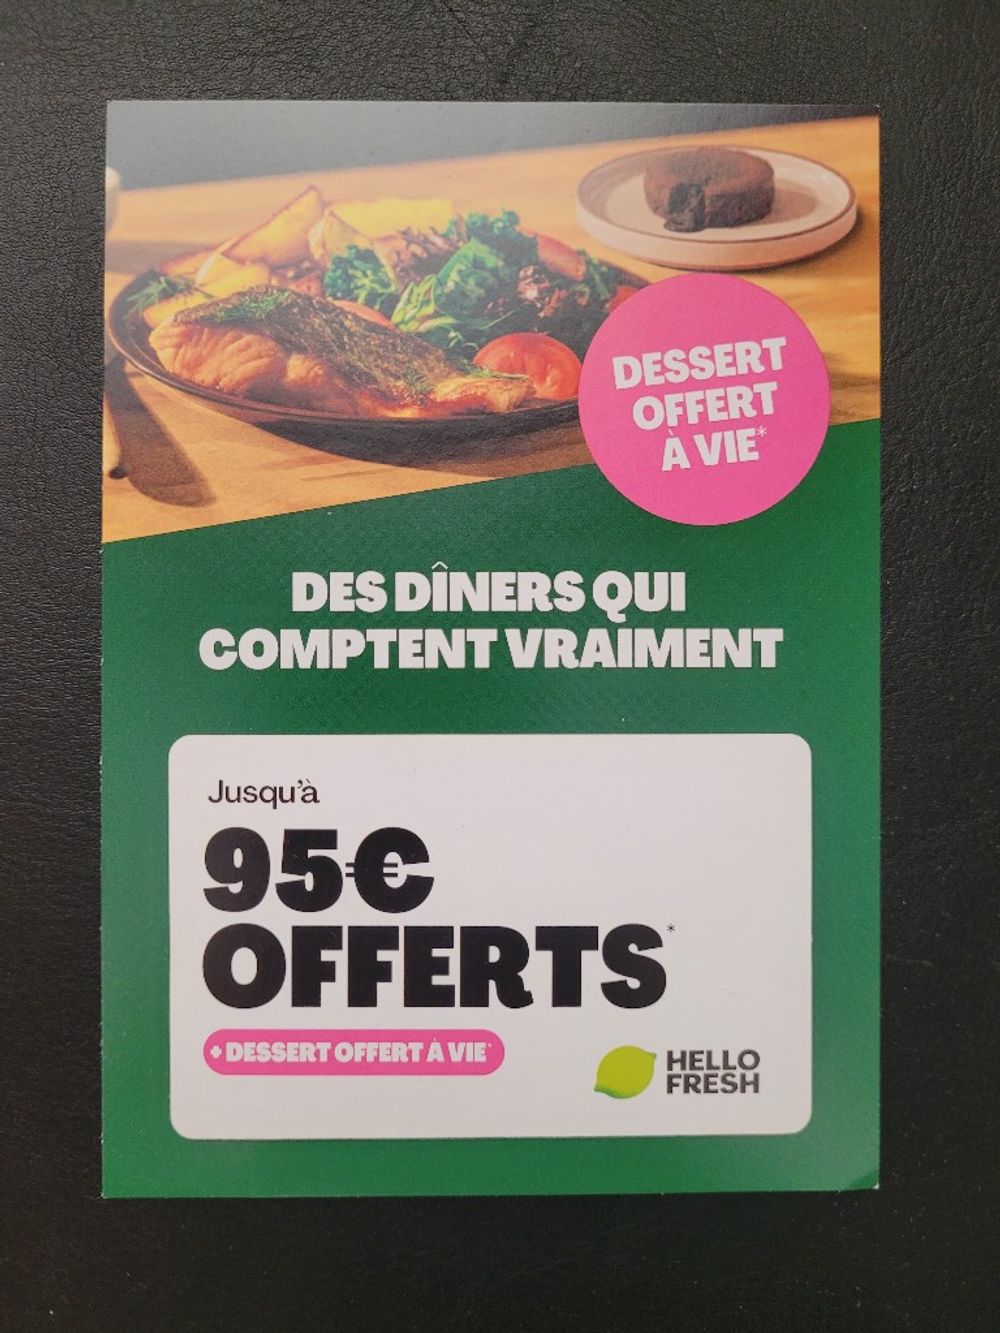 DESSERT
OFFERT
À VIE*
DES DÎNERS QUI
COMPTENT VRAIMENT
Jusqu'à
95€
OFFERTS*
+ DESSERT OFFERT À VIE*
HELLO
FRESH